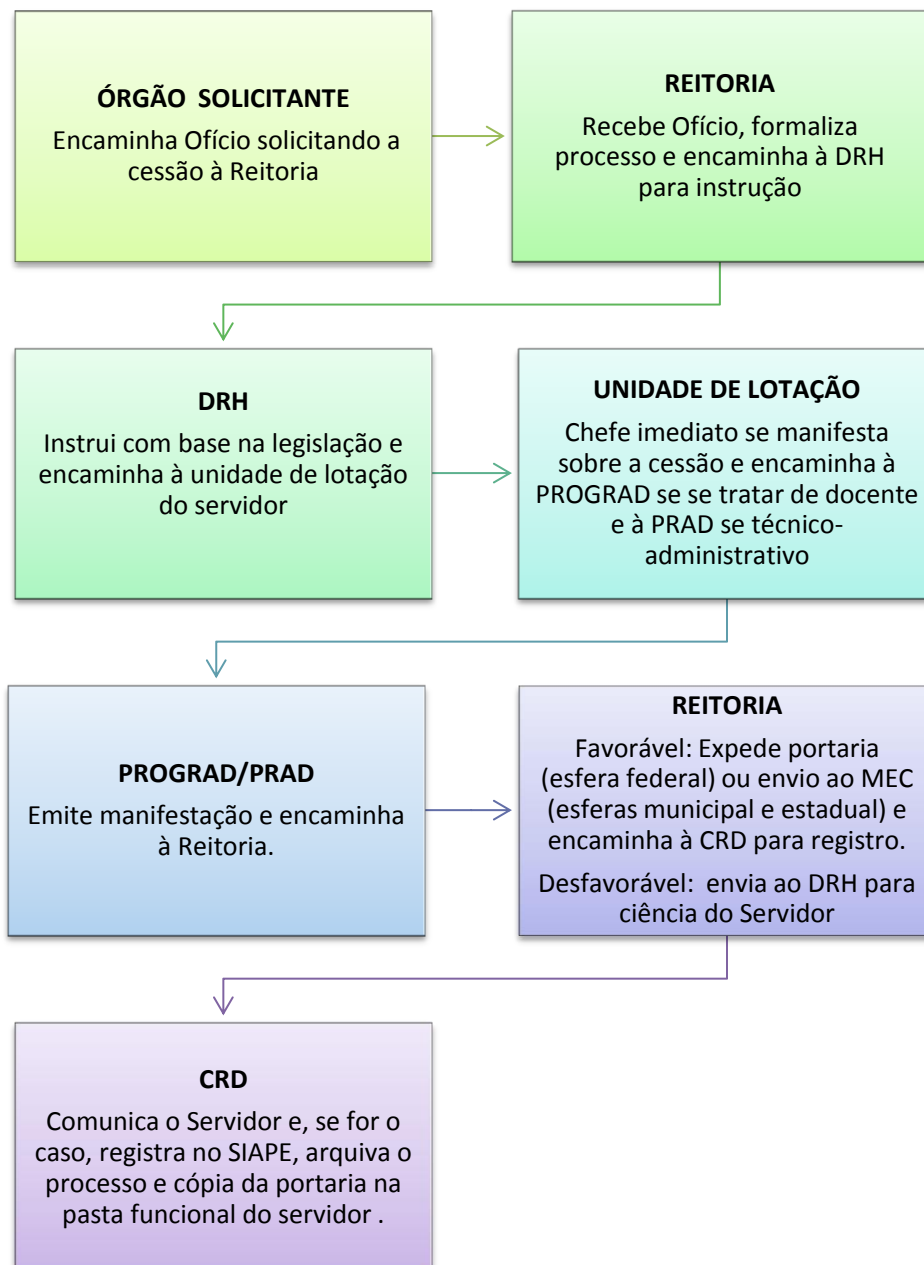 ÓRGÃO SOLICITANTE
Encaminha Ofício solicitando a
cessão à Reitoria
REITORIA
Recebe Ofício, formaliza
processo e encaminha à DRH
para instrução
DRH
Instrui com base na legislação e
encaminha à unidade de lotação
do servidor
UNIDADE DE LOTAÇÃO
Chefe imediato se manifesta
sobre a cessão e encaminha à
PROGRAD se se tratar de docente
e à PRAD se técnico-
administrativo
PROGRAD/PRAD
Emite manifestação e encaminha
à Reitoria.
REITORIA
Favorável: Expede portaria
(esfera federal) ou envio ao MEC
(esferas municipal e estadual) e
encaminha à CRD para registro.
Desfavorável: envia ao DRH para
ciência do Servidor
CRD
Comunica o Servidor e, se for o
caso, registra no SIAPE, arquiva o
processo e cópia da portaria na
pasta funcional do servidor .